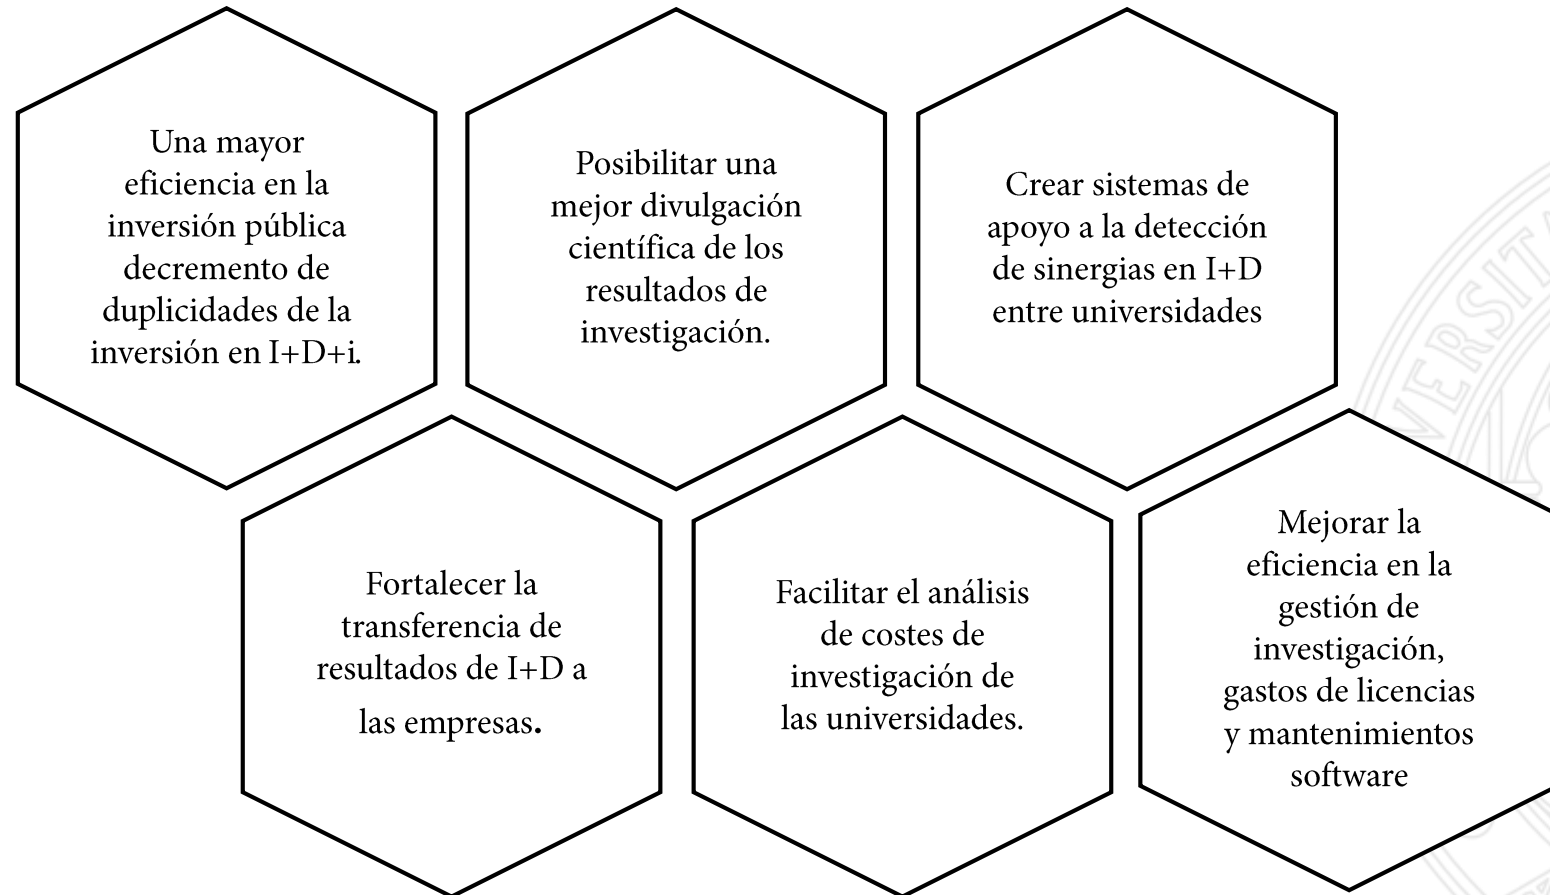 Una mayor
eficiencia en la
inversión pública
decremento de
duplicidades de la
inversión en I+D+i.
Posibilitar una
mejor divulgación
científica de los
resultados de
investigación.
Crear sistemas de
apoyo a la detección
de sinergias en I+D
entre universidades
Fortalecer la
transferencia de
resultados de I+D a
las empresas.
Facilitar el análisis
de costes de
investigación de
las universidades.
Mejorar la
eficiencia en la
gestión de
investigación,
gastos de licencias
y mantenimientos
software